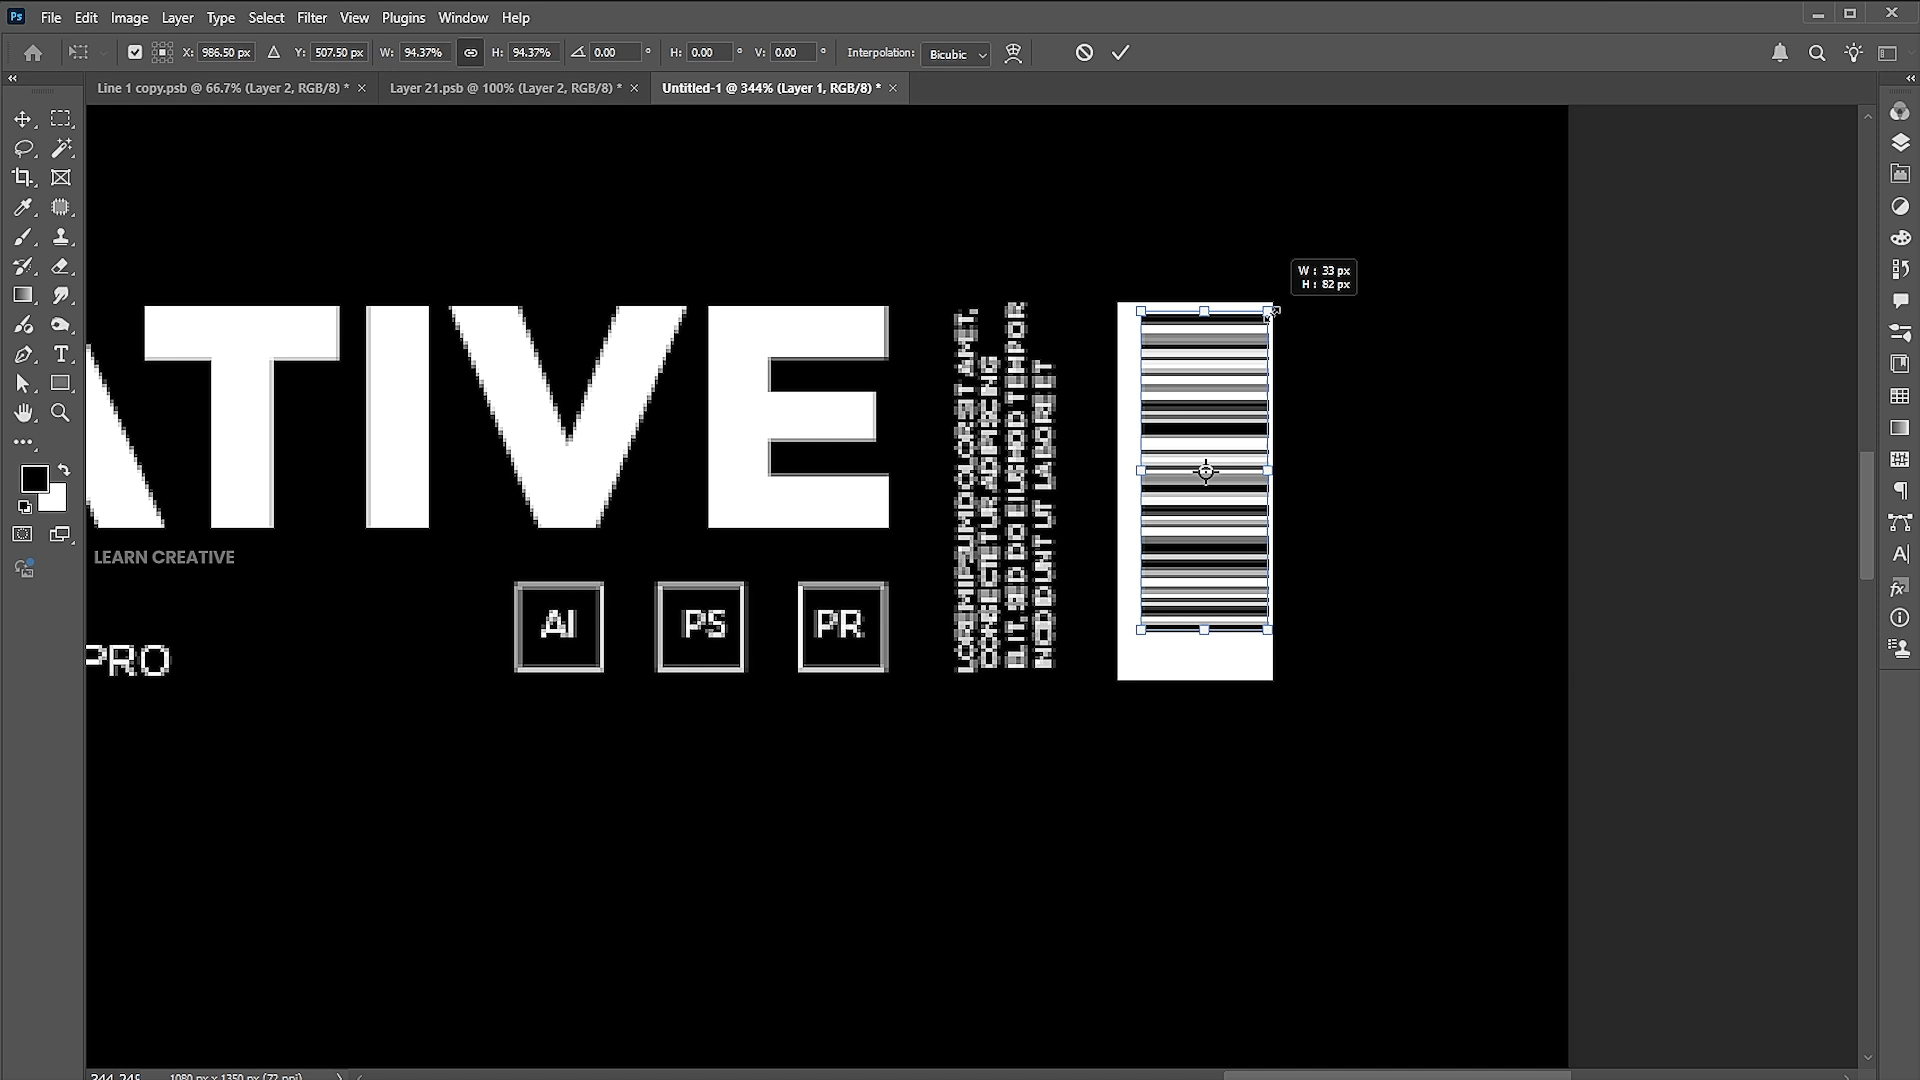 Ps File Edit Image Layer Type Select Filter View Plugins Window Help
X: 986.50 px Y: 507.50 px W: 94.37% H: 94.37% 0.00 ° H: 0.00 ° V: 0.00 ° Interpolation: Bicubic
Line 1 copy.psb @ 66.7% (Layer 2, RGB/8) * × Layer 21.psb @ 100% (Layer 2, RGB/8) * × Untitled-1 @ 344% (Layer 1, RGB/8) * ×
W : 33 px
H : 82 px
ATIVE
LEARN CREATIVE
AI PS PR
PRO
1080 px x 1350 px (72 ppi)